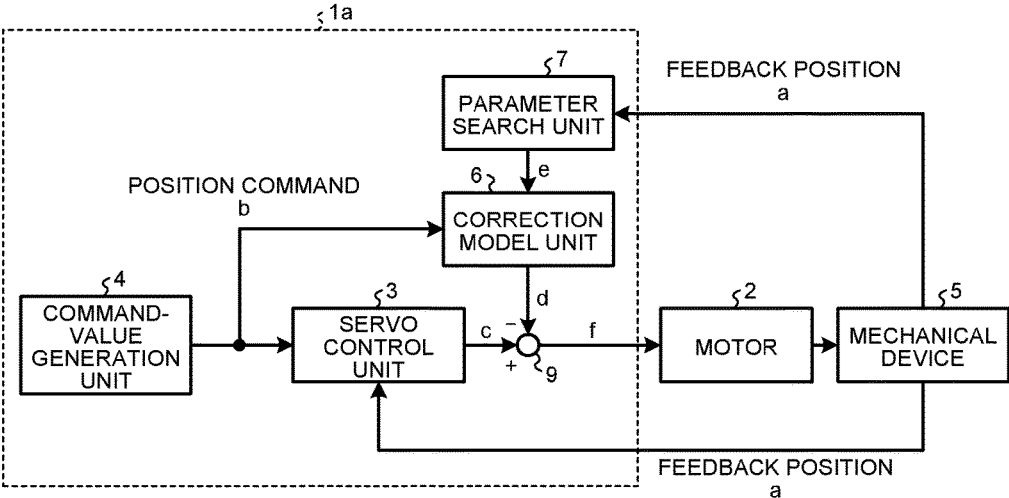 1a
7
FEEDBACK POSITION
a
PARAMETER
SEARCH UNIT
e
6
POSITION COMMAND
b
CORRECTION
MODEL UNIT
4
3
d
2
5
COMMAND-
VALUE
GENERATION
UNIT
SERVO
CONTROL
UNIT
c
−
+
9
f
MOTOR
MECHANICAL
DEVICE
FEEDBACK POSITION
a